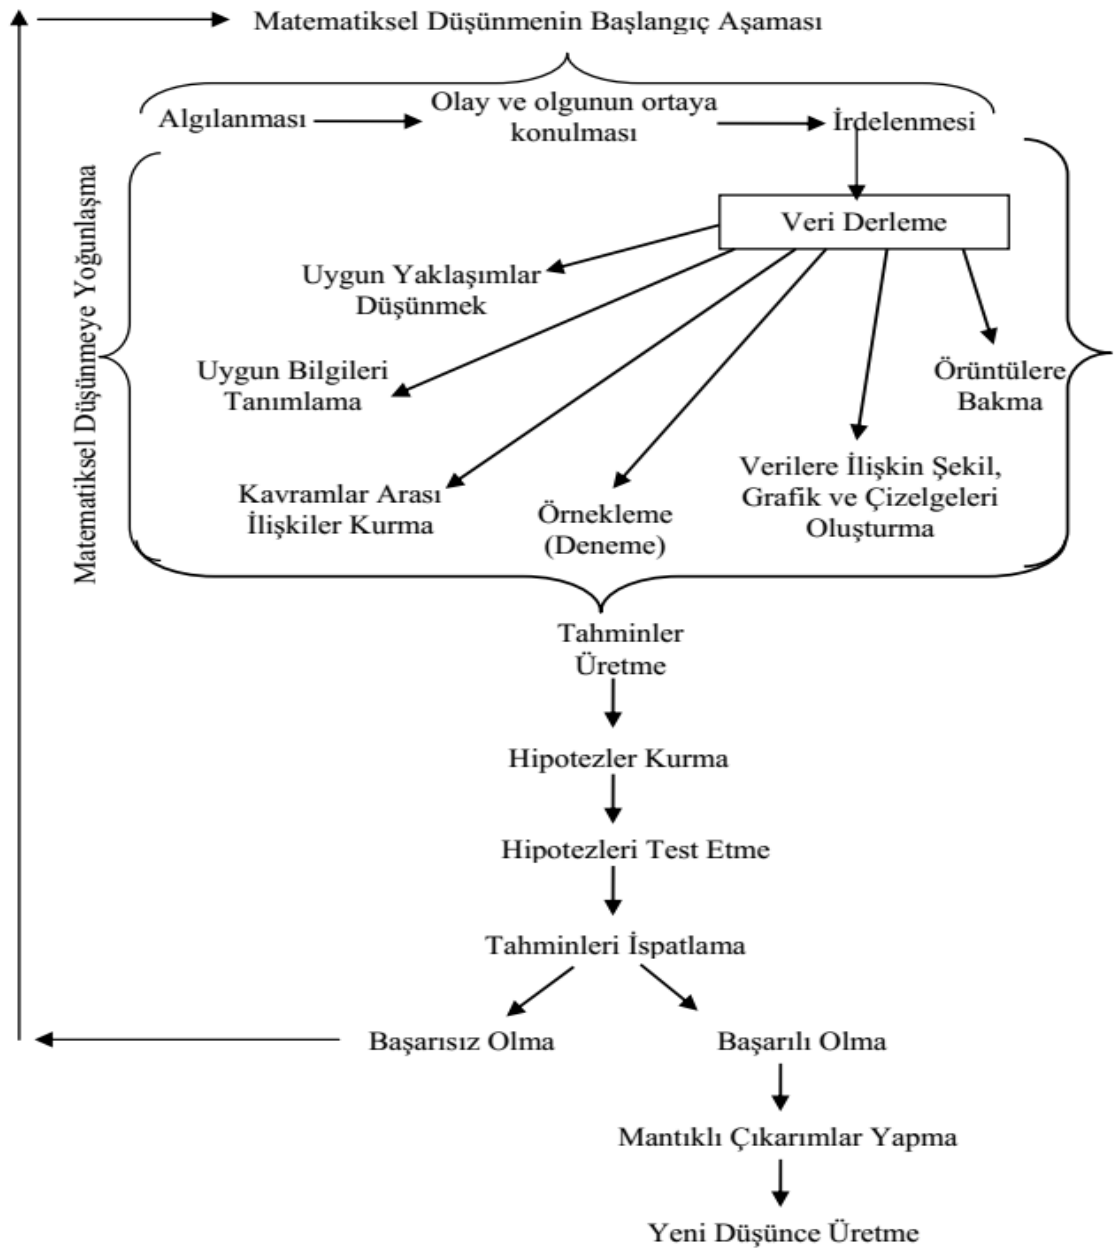 Matematiksel Düşünmenin Başlangıç Aşaması
Algılanması
Olay ve olgunun ortaya
konulması
İrdelenmesi
Matematiksel Düşünmeye Yoğunlaşma
Veri Derleme
Uygun Yaklaşımlar
Düşünmek
Uygun Bilgileri
Tanımlama
Örüntülere
Bakma
Kavramlar Arası
İlişkiler Kurma
Örnekleme
(Deneme)
Verilere İlişkin Şekil,
Grafik ve Çizelgeleri
Oluşturma
Tahminler
Üretme
Hipotezler Kurma
Hipotezleri Test Etme
Tahminleri İspatlama
Başarısız Olma
Başarılı Olma
Mantıklı Çıkarımlar Yapma
Yeni Düşünce Üretme